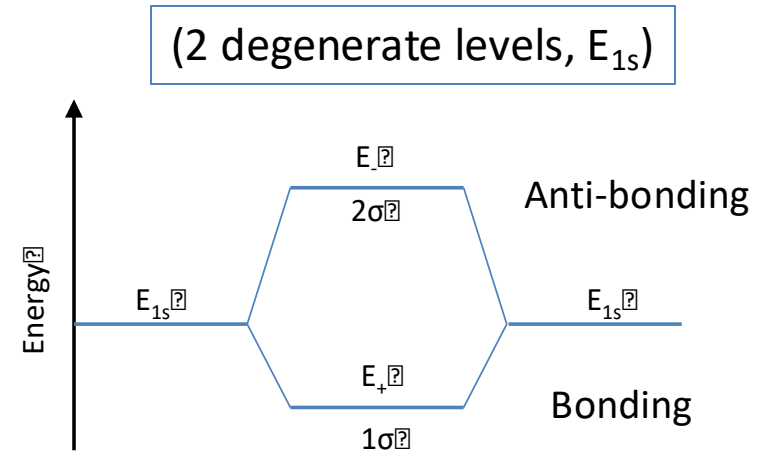 (2 degenerate levels, E₁ₛ)
E₋⍰
Anti-bonding
2σ⍰
Energy⍰
E₁ₛ⍰
E₁ₛ⍰
E₊⍰
Bonding
1σ⍰